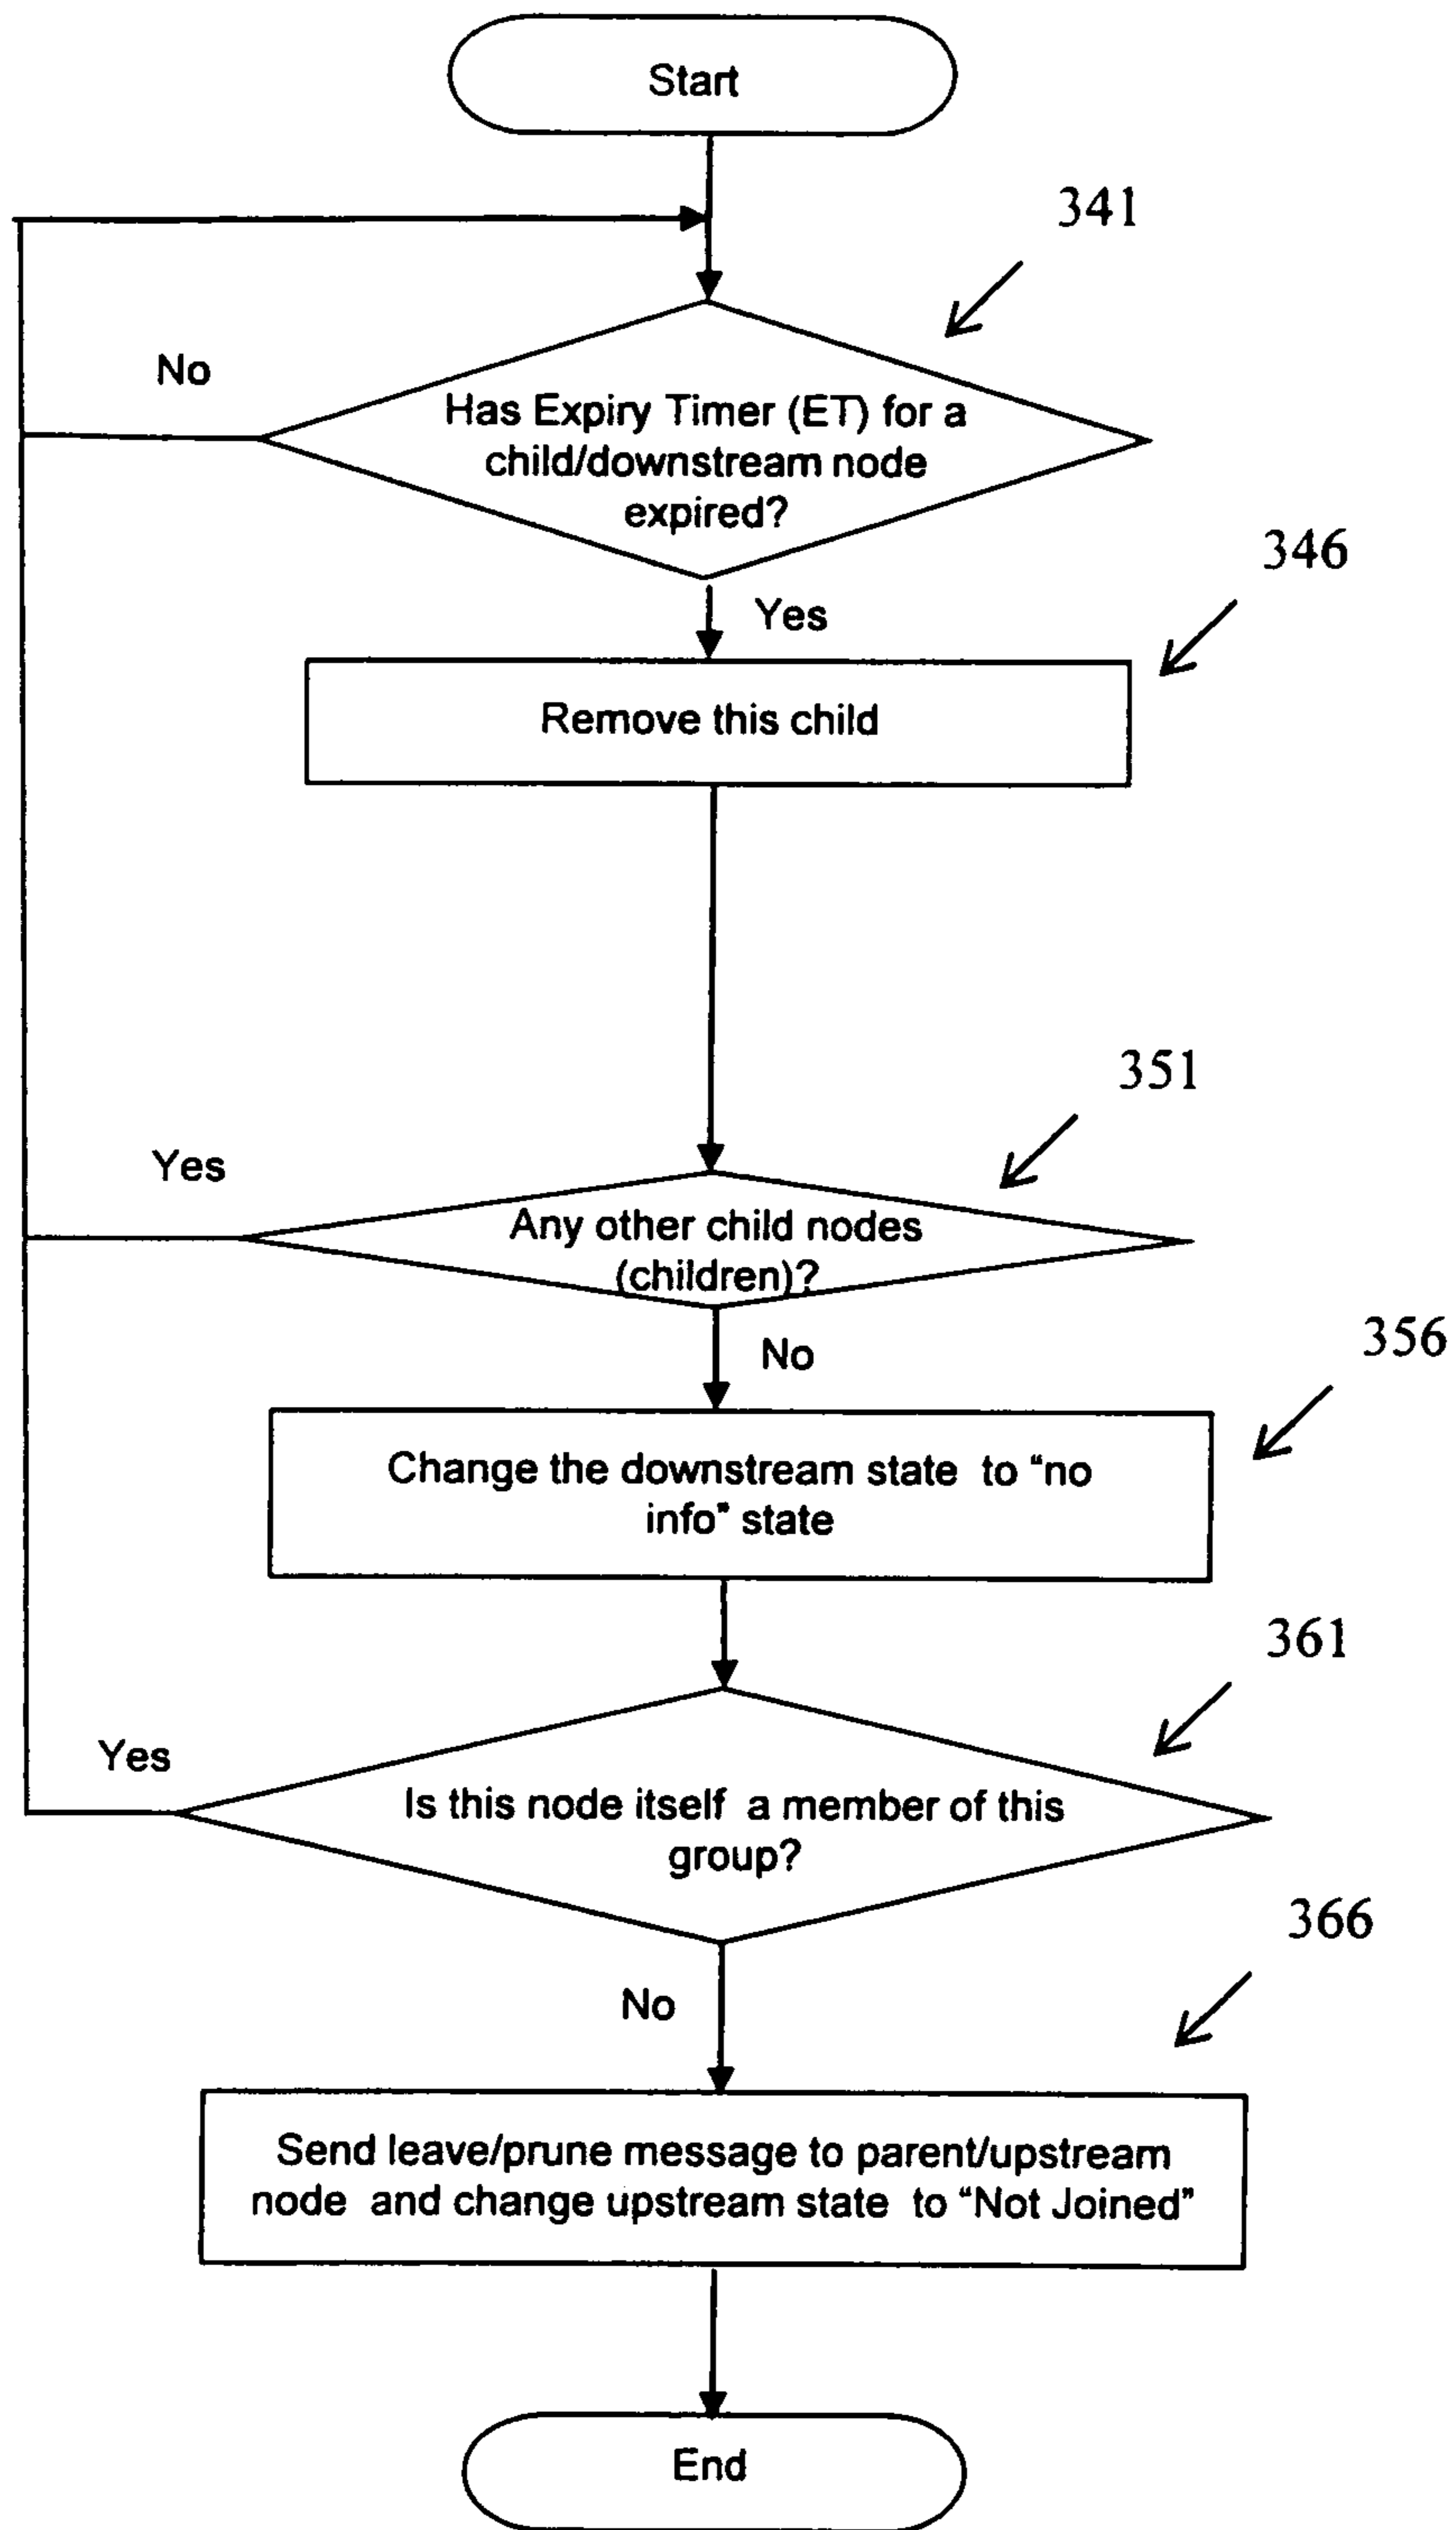 Start
341
No
Has Expiry Timer (ET) for a
child/downstream node
expired?
346
Yes
Remove this child
351
Yes
Any other child nodes
(children)?
No
356
Change the downstream state to “no
info” state
361
Yes
Is this node itself a member of this
group?
366
No
Send leave/prune message to parent/upstream
node and change upstream state to “Not Joined”
End